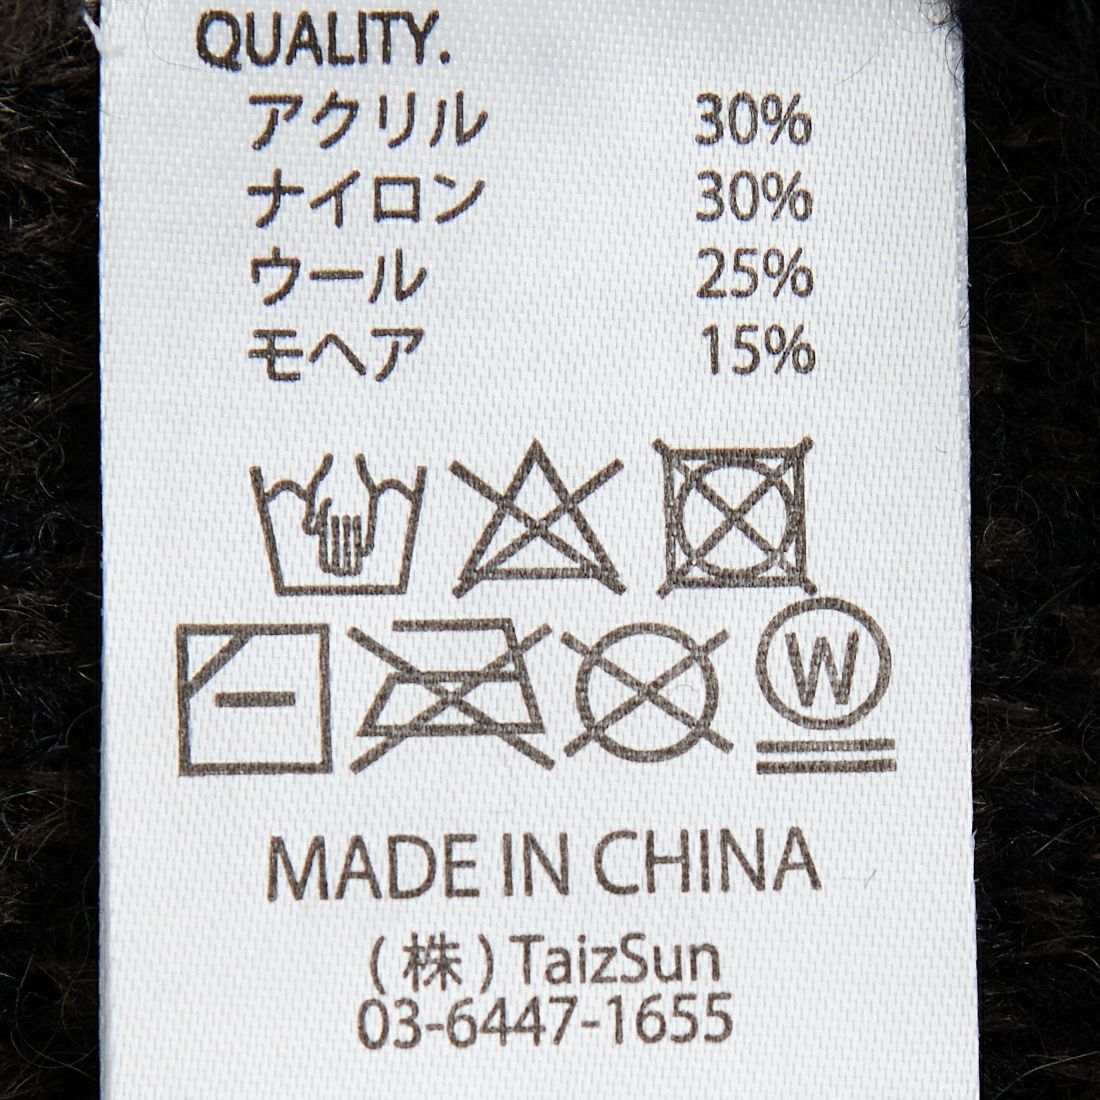 QUALITY.
アクリル 30%
ナイロン 30%
ウール 25%
モヘア 15%
W
MADE IN CHINA
(株)TaizSun
03-6447-1655